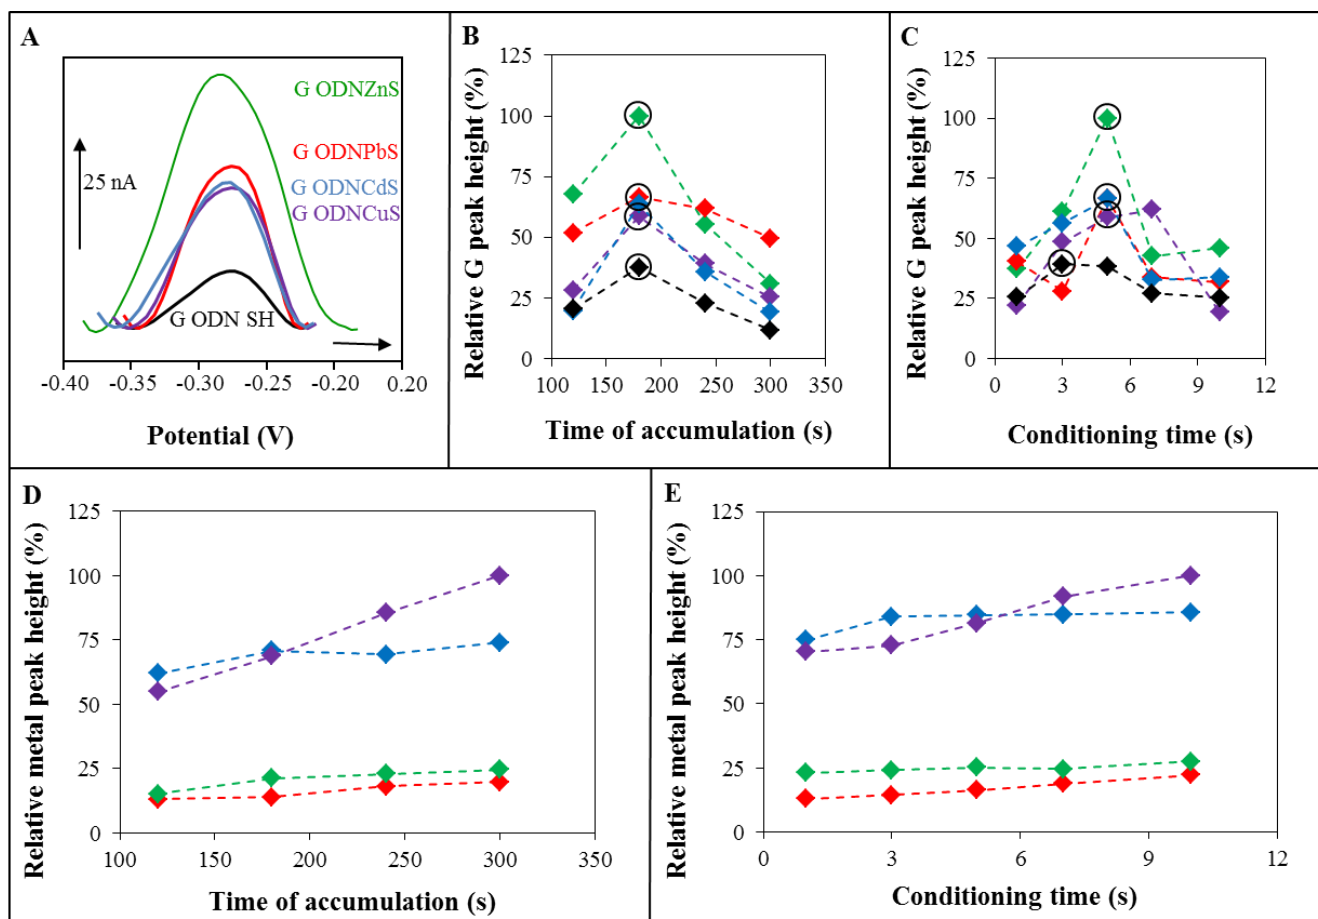 A
G ODNZnS
G ODNPbS
25 nA
G ODNCdS
G ODNCuS
G ODN SH
-0.40 -0.35 -0.30 -0.25 -0.20 0.20
Potential (V)
B
Relative G peak height (%)
125
100
75
50
25
0
100 150 200 250 300 350
Time of accumulation (s)
C
Relative G peak height (%)
125
100
75
50
25
0
0 3 6 9 12
Conditioning time (s)
D
Relative metal peak height (%)
125
100
75
50
25
0
100 150 200 250 300 350
Time of accumulation (s)
E
Relative metal peak height (%)
125
100
75
50
25
0
0 3 6 9 12
Conditioning time (s)